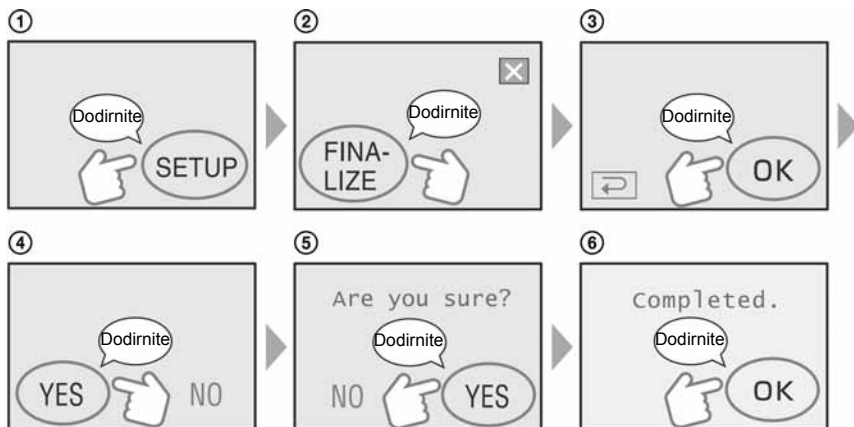 ① ② ③
Dodirnite
SETUP
Dodirnite
FINA-
LIZE
Dodirnite
OK
④ ⑤ ⑥
Dodirnite
YES NO
Are you sure?
Dodirnite
NO YES
Completed.
Dodirnite
OK